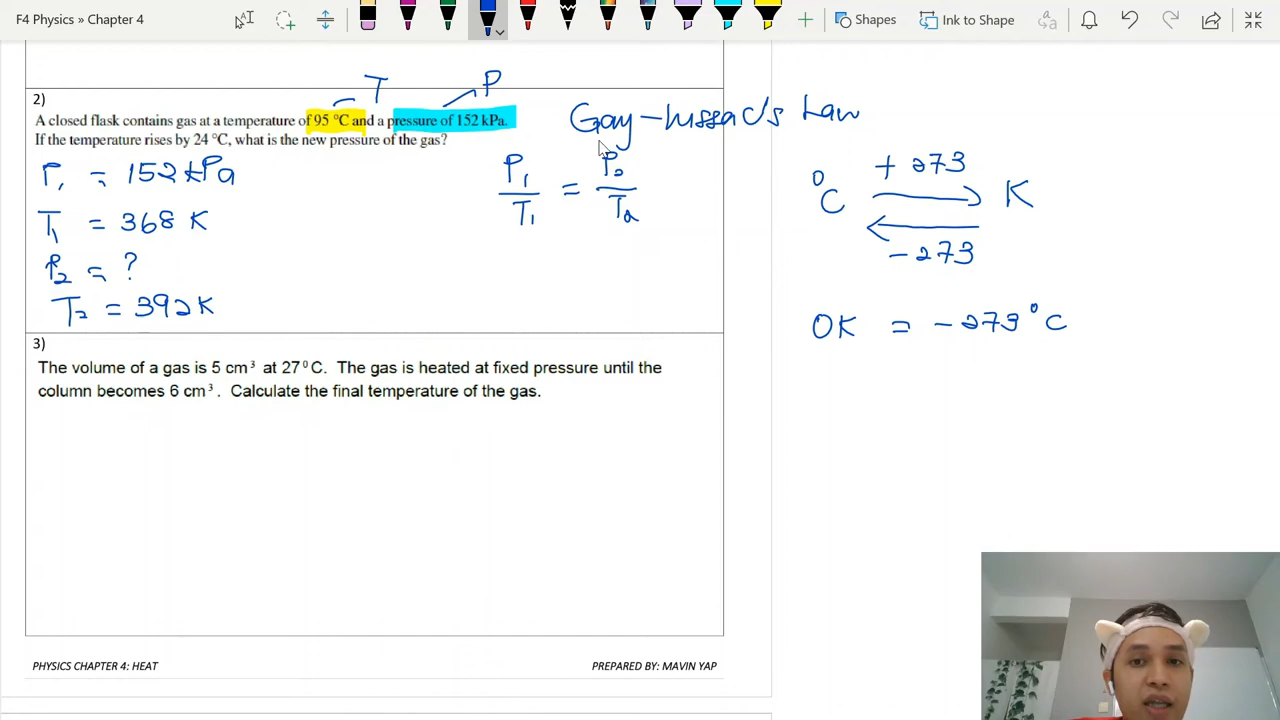 F4 Physics » Chapter 4
Shapes
Ink to Shape
2)
T
P
A closed flask contains gas at a temperature of 95 °C and a pressure of 152 kPa.
If the temperature rises by 24 °C, what is the new pressure of the gas?
Gay-Lussac's Law
P1 = 152 kPa
T1 = 368 K
P2 = ?
T2 = 392 K
P1 / T1 = P2 / T2
°C + 273 K
- 273
0K = -273 °C
3)
The volume of a gas is 5 cm³ at 27°C. The gas is heated at fixed pressure until the
column becomes 6 cm³. Calculate the final temperature of the gas.
PHYSICS CHAPTER 4: HEAT
PREPARED BY: MAVIN YAP